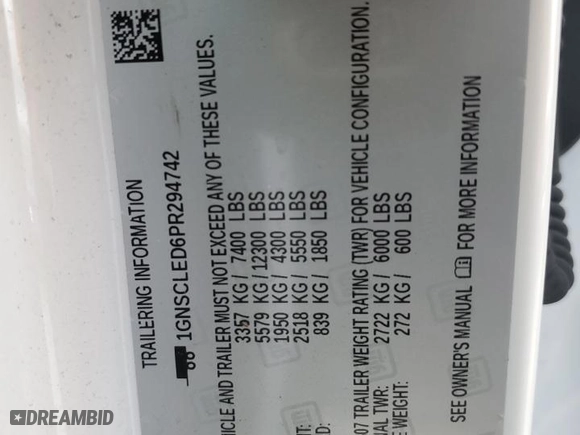 TRAILERING INFORMATION
1GNSCLED6PR294742
AND TRAILER MUST NOT EXCEED ANY OF THESE VALUES.
3357 KG / 7400 LBS
5579 KG / 12300 LBS
1950 KG / 4300 LBS
2518 KG / 5550 LBS
839 KG / 1850 LBS
TRAILER WEIGHT RATING (TWR) FOR VEHICLE CONFIGURATION.
TWR: 2722 KG / 6000 LBS
WEIGHT: 272 KG / 600 LBS
SEE OWNER'S MANUAL FOR MORE INFORMATION
DREAMBID